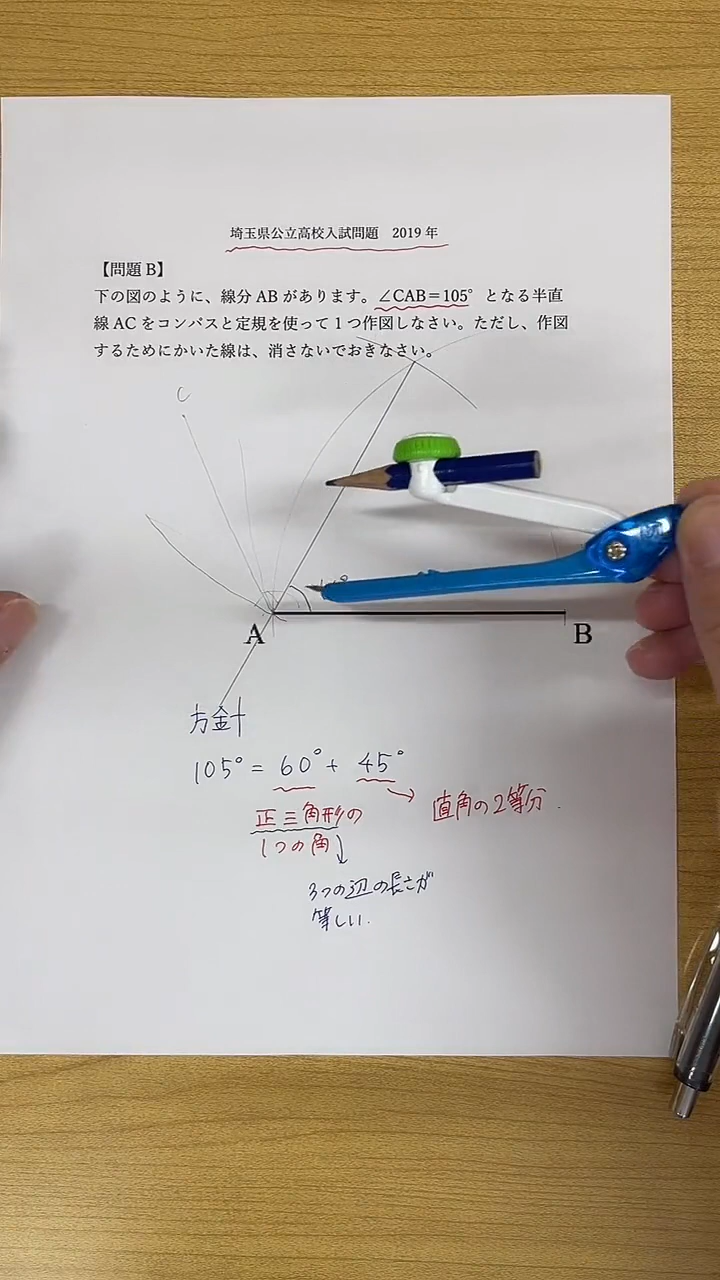 埼玉県公立高校入試問題　2019 年
【問題 B】
下の図のように、線分 AB があります。∠CAB＝105° となる半直
線 AC をコンパスと定規を使って 1 つ作図しなさい。ただし、作図
するためにかいた線は、消さないでおきなさい。
C
A
B
方針
105° = 60° + 45°
正三角形の
1つの角
直角の2等分
3つの辺の長さが
等しい.